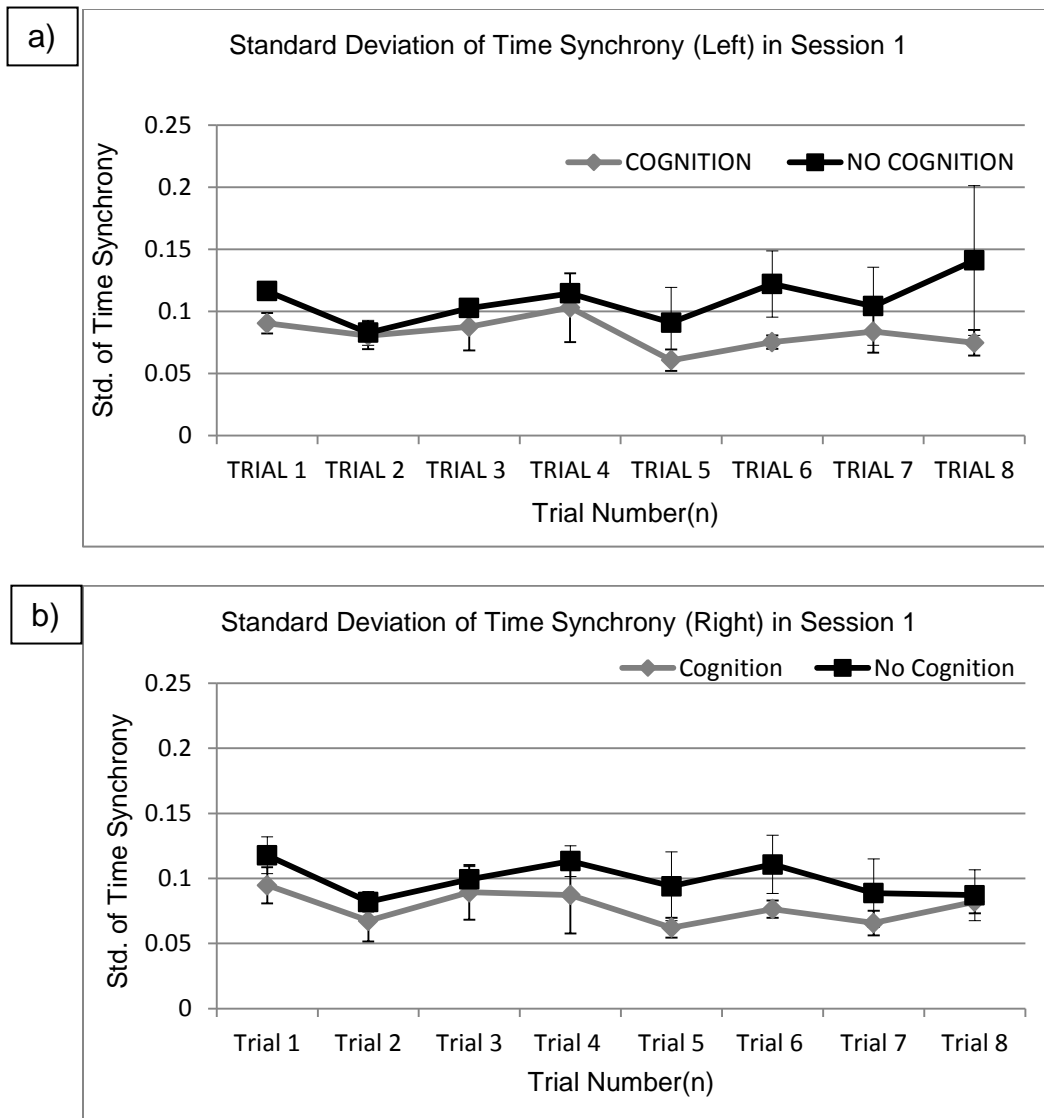 a)
Standard Deviation of Time Synchrony (Left) in Session 1
0.25
COGNITION NO COGNITION
0.2
0.15
0.1
0.05
0
Std. of Time Synchrony
TRIAL 1 TRIAL 2 TRIAL 3 TRIAL 4 TRIAL 5 TRIAL 6 TRIAL 7 TRIAL 8
Trial Number(n)
b)
Standard Deviation of Time Synchrony (Right) in Session 1
Cognition No Cognition
0.25
0.2
0.15
0.1
0.05
0
Std. of Time Synchrony
Trial 1 Trial 2 Trial 3 Trial 4 Trial 5 Trial 6 Trial 7 Trial 8
Trial Number(n)